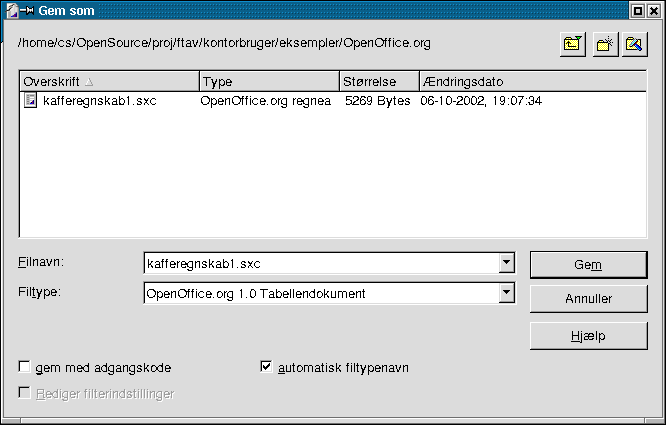 Gem som
/home/cs/OpenSource/proj/ftav/kontorbruger/eksempler/OpenOffice.org
Overskrift Type Størrelse Ændringsdato
kafferegnskab1.sxc OpenOffice.org regnea 5269 Bytes 06-10-2002, 19:07:34
Filnavn: kafferegnskab1.sxc Gem
Filtype: OpenOffice.org 1.0 Tabellendokument Annuller
Hjælp
gem med adgangskode automatisk filtypenavn
Rediger filterindstillinger